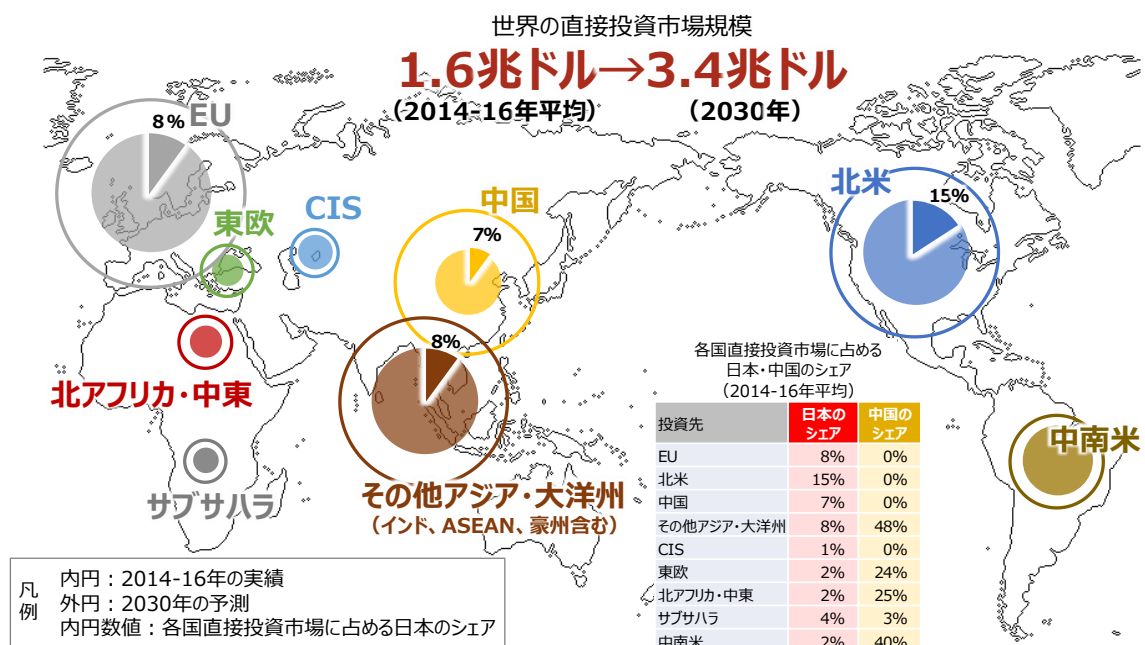 世界の直接投資市場規模
1.6兆ドル→3.4兆ドル
（2014-16年平均）
（2030年）
EU
8%
東欧
CIS
中国
7%
北米
15%
北アフリカ・中東
8%
サブサハラ
その他アジア・大洋州
（インド、ASEAN、豪州含む）
中南米
各国直接投資市場に占める
日本・中国のシェア
（2014-16年平均）
投資先 日本のシェア 中国のシェア
EU 8% 0%
北米 15% 0%
中国 7% 0%
その他アジア・大洋州 8% 48%
CIS 1% 0%
東欧 2% 24%
北アフリカ・中東 2% 25%
サブサハラ 4% 3%
中南米 2% 40%
凡例
内円：2014-16年の実績
外円：2030年の予測
内円数値：各国直接投資市場に占める日本のシェア